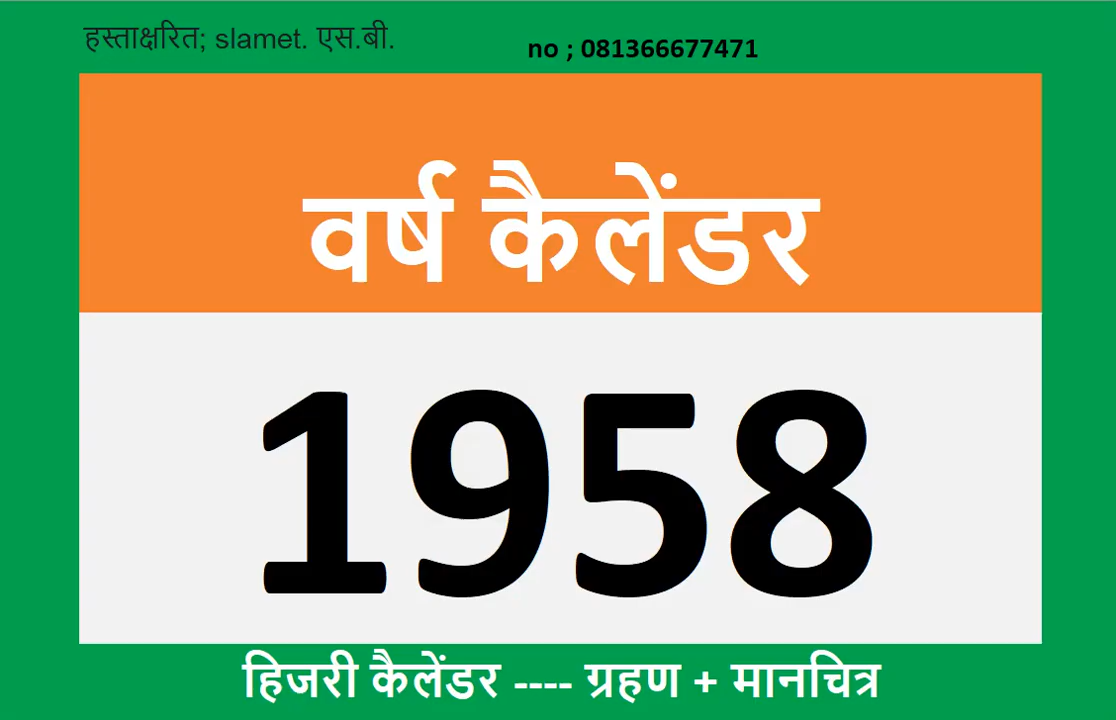 हस्ताक्षरित; slamet. एस.बी.
no ; 081366677471
वर्ष कैलेंडर
1958
हिजरी कैलेंडर ---- ग्रहण + मानचित्र